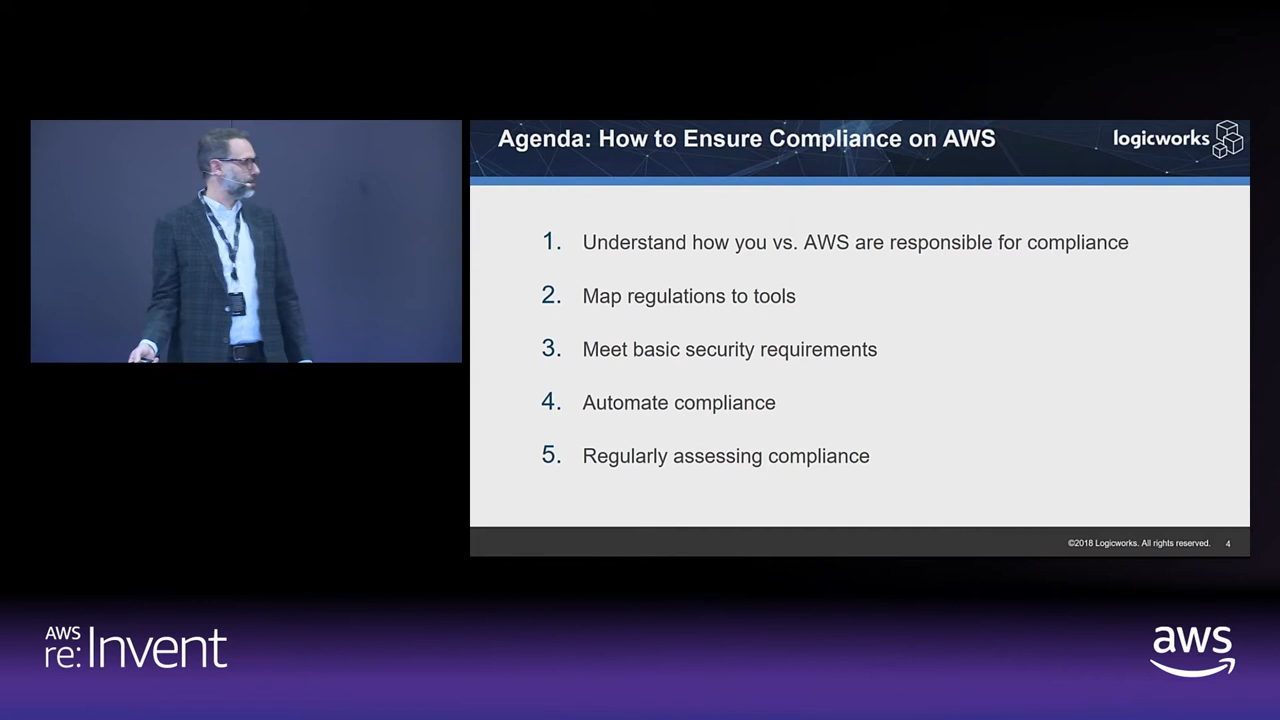 Agenda: How to Ensure Compliance on AWS
logicworks
1. Understand how you vs. AWS are responsible for compliance
2. Map regulations to tools
3. Meet basic security requirements
4. Automate compliance
5. Regularly assessing compliance
©2018 Logicworks. All rights reserved. 4
AWS
re:Invent
aws